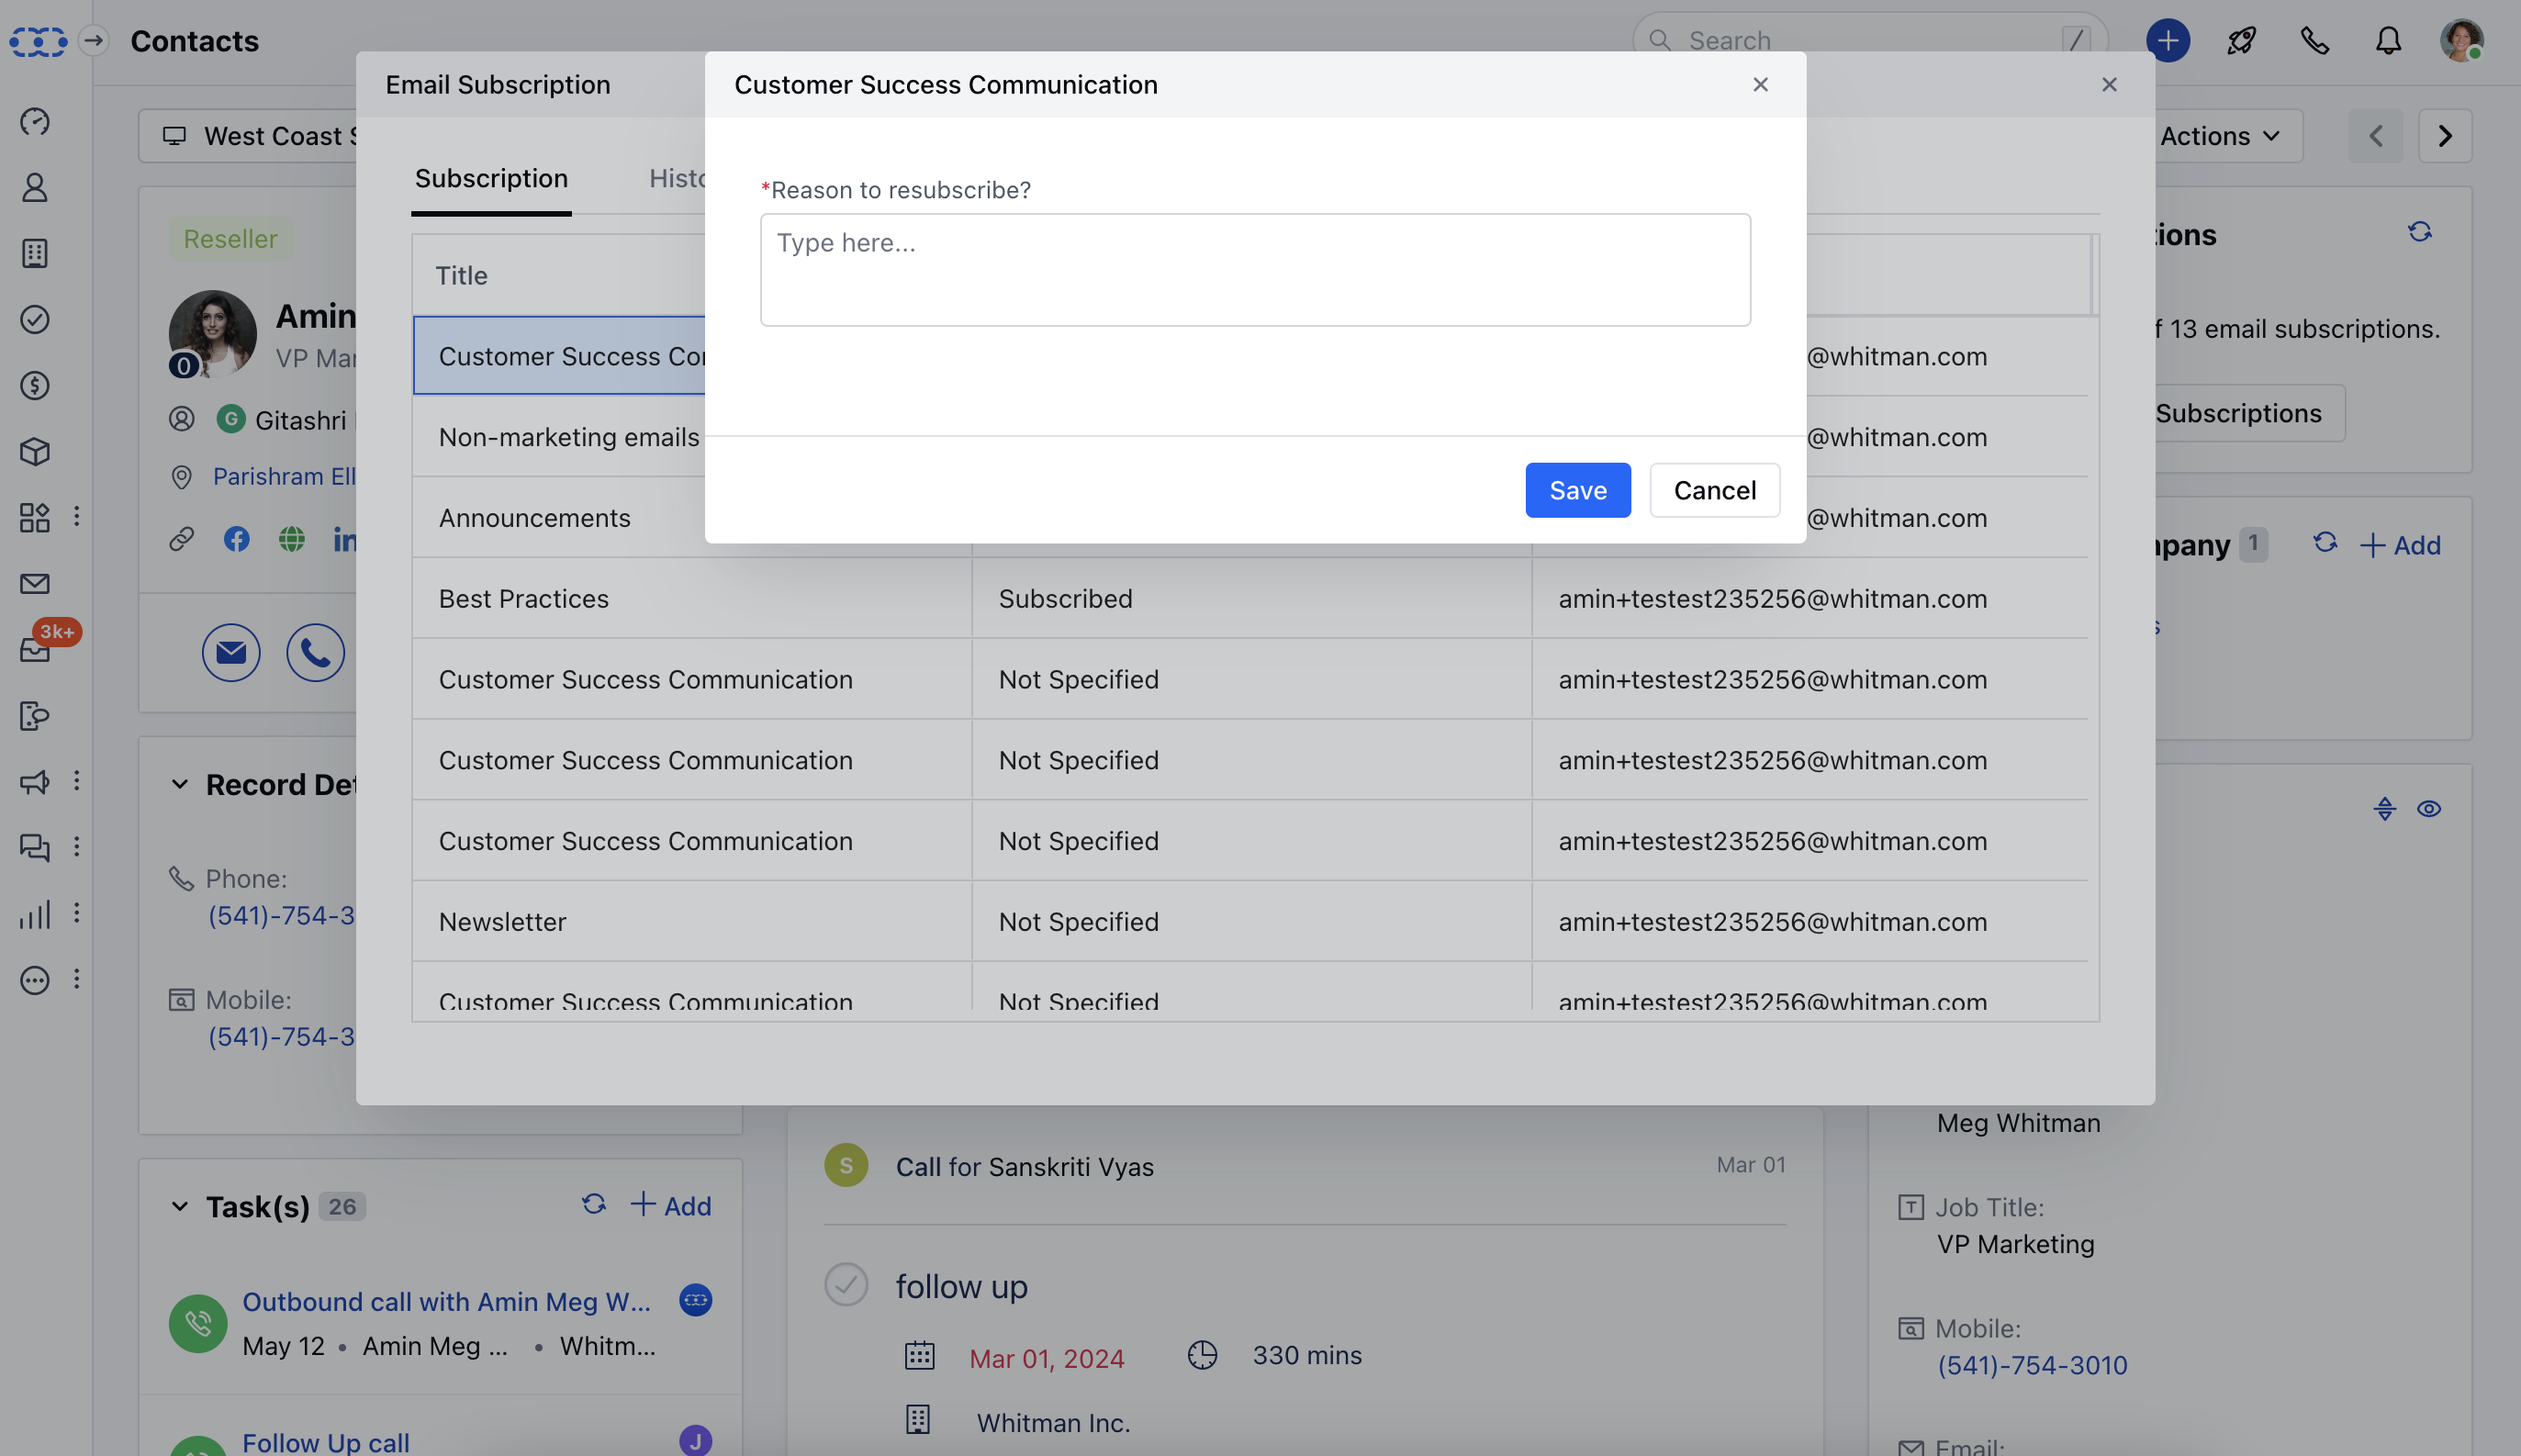 Contacts
Search /
Email Subscription
Customer Success Communication
West Coast
Actions
Subscription
*Reason to resubscribe?
Type here...
Reseller
Title
13 email subscriptions.
Amin
VP
0
Customer Success
@whitman.com
G Gitashri
Non-marketing emails
@whitman.com
Subscriptions
Parishram
Save
Cancel
Announcements
@whitman.com
1
Add
Best Practices
Subscribed
amin+testest235256@whitman.com
3k+
Customer Success Communication
Not Specified
amin+testest235256@whitman.com
Customer Success Communication
Not Specified
amin+testest235256@whitman.com
Record
Customer Success Communication
Not Specified
amin+testest235256@whitman.com
Phone:
(541)-754-3
Newsletter
Not Specified
amin+testest235256@whitman.com
Mobile:
(541)-754-3
Customer Success Communication
Not Specified
amin+testest235256@whitman.com
Meg Whitman
S
Call for Sanskriti Vyas
Mar 01
Task(s) 26
Add
Job Title:
VP Marketing
follow up
Outbound call with Amin Meg W...
May 12 • Amin Meg ... • Whitm...
Mar 01, 2024
330 mins
Mobile:
(541)-754-3010
Whitman Inc.
Follow Up call
J
Email: